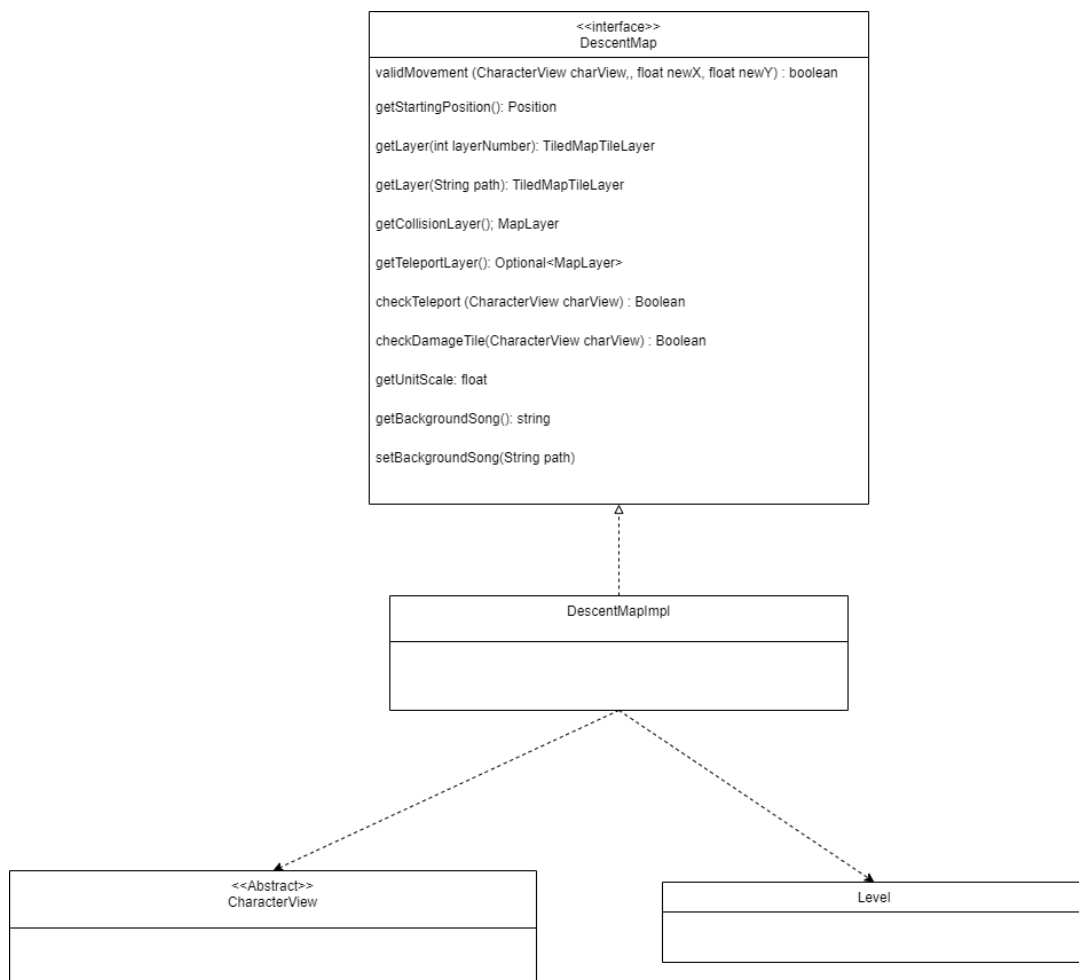 <<interface>>
DescentMap
validMovement (CharacterView charView,, float newX, float newY) : boolean
getStartingPosition(): Position
getLayer(int layerNumber): TiledMapTileLayer
getLayer(String path): TiledMapTileLayer
getCollisionLayer(); MapLayer
getTeleportLayer(): Optional<MapLayer>
checkTeleport (CharacterView charView) : Boolean
checkDamageTile(CharacterView charView) : Boolean
getUnitScale: float
getBackgroundSong(): string
setBackgroundSong(String path)
DescentMapImpl
<<Abstract>>
CharacterView
Level